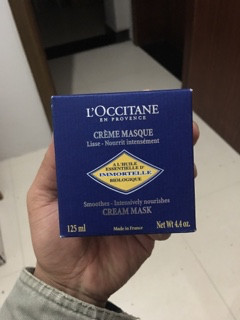 L'OCCITANE
EN PROVENCE
CRÈME MASQUE
Lisse - Nourrit intensément
A L'HUILE
ESSENTIELLE D'
IMMORTELLE
BIOLOGIQUE
Smoothes - Intensively nourishes
CREAM MASK
125 ml Net Wt 4.4 oz.
Made in France